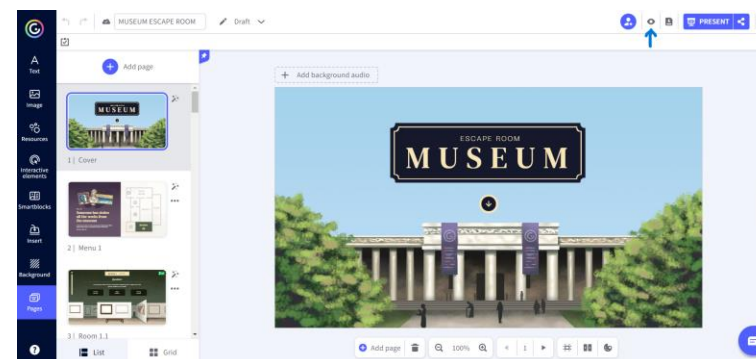 MUSEUM ESCAPE ROOM
Draft
PRESENT
Text
Image
Resources
Interactive
elements
Smartblocks
Insert
Background
Pages
?
Add page
MUSEUM
1 | Cover
2 | Menu 1
3 | Room 1.1
List
Grid
+ Add background audio
ESCAPE ROOM
MUSEUM
Add page
100%
1